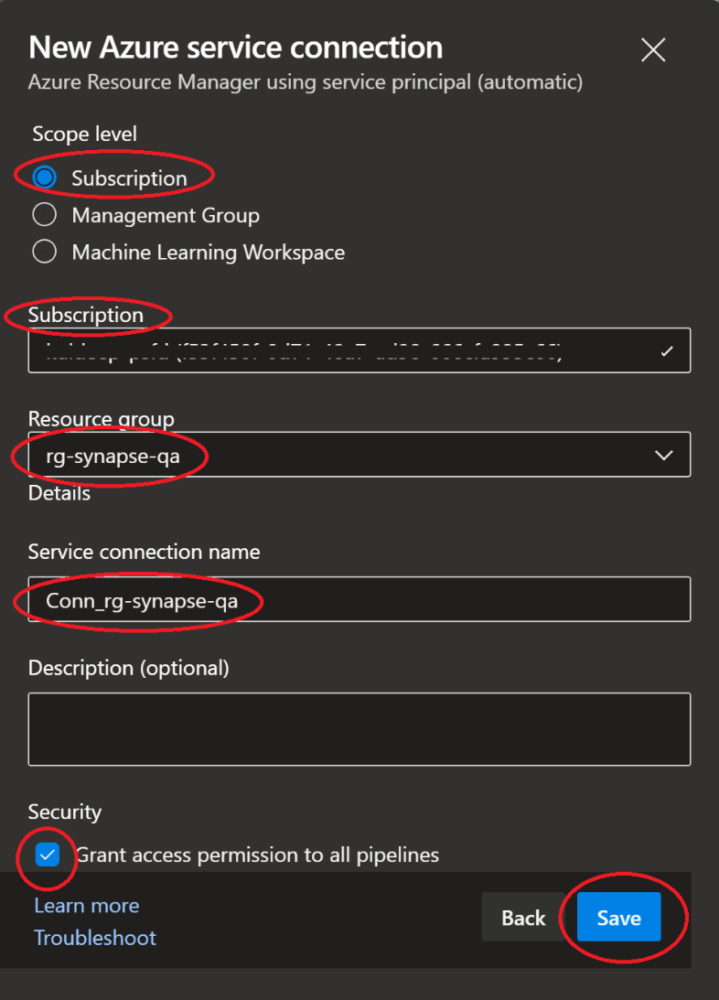 New Azure service connection
Azure Resource Manager using service principal (automatic)
Scope level
Subscription
Management Group
Machine Learning Workspace
Subscription
Resource group
rg-synapse-qa
Details
Service connection name
Conn_rg-synapse-qa
Description (optional)
Security
Grant access permission to all pipelines
Learn more
Troubleshoot
Back
Save